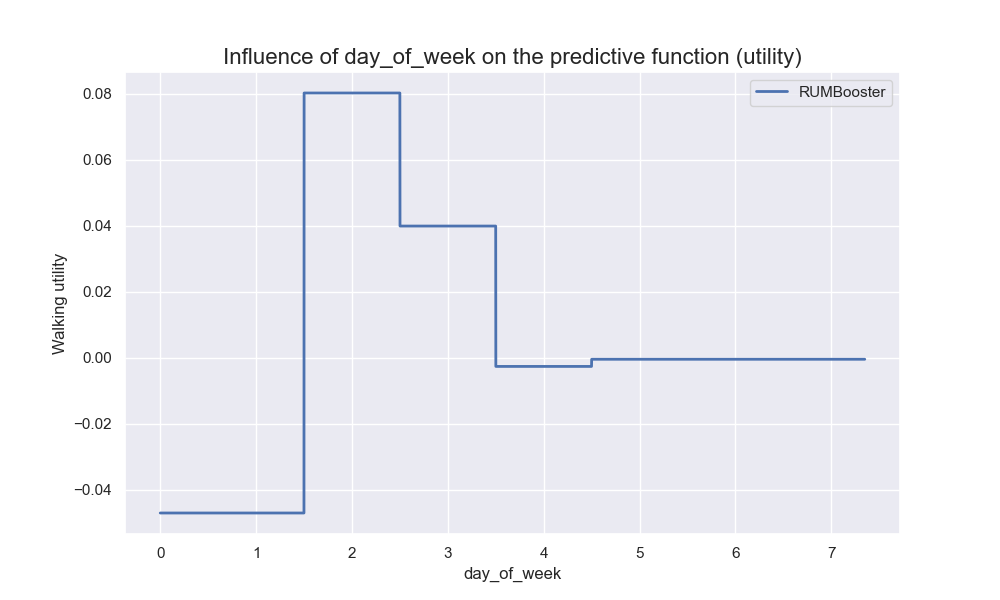 Influence of day_of_week on the predictive function (utility)
RUMBooster
0.08
0.06
0.04
0.02
0.00
−0.02
−0.04
Walking utility
0 1 2 3 4 5 6 7
day_of_week